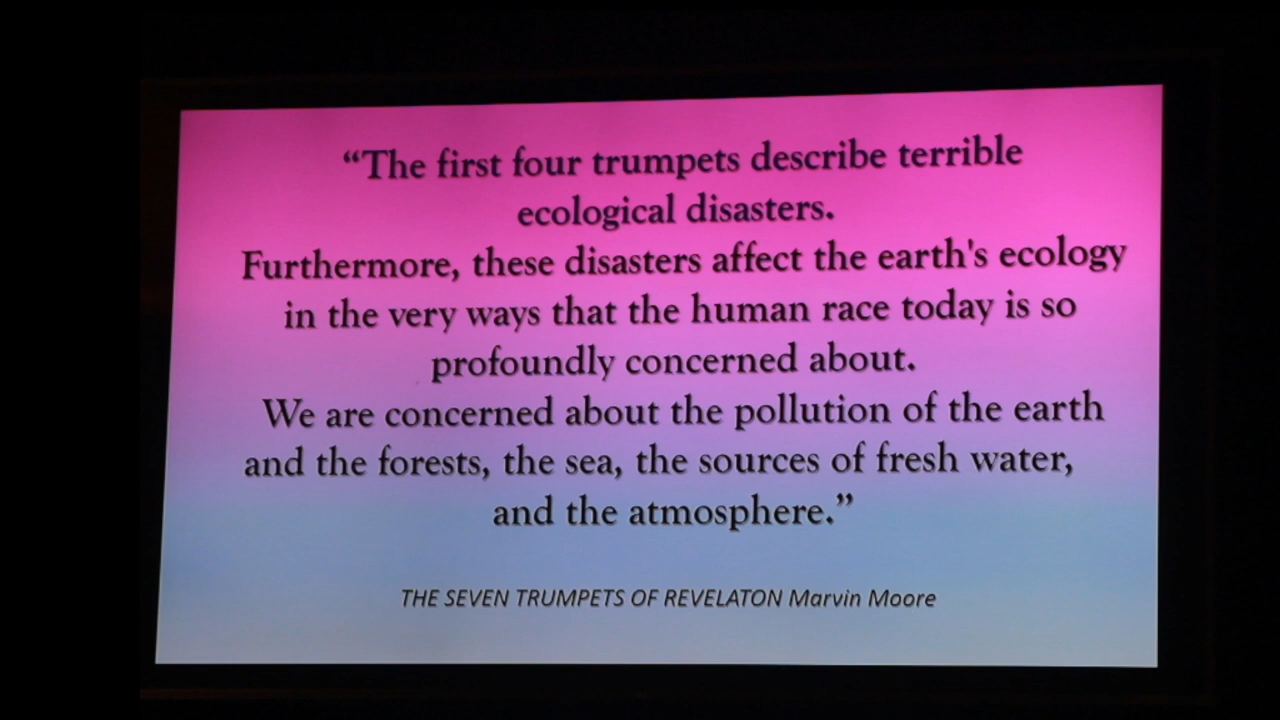 “The first four trumpets describe terrible
ecological disasters.
Furthermore, these disasters affect the earth's ecology
in the very ways that the human race today is so
profoundly concerned about.
We are concerned about the pollution of the earth
and the forests, the sea, the sources of fresh water,
and the atmosphere.”
THE SEVEN TRUMPETS OF REVELATON Marvin Moore